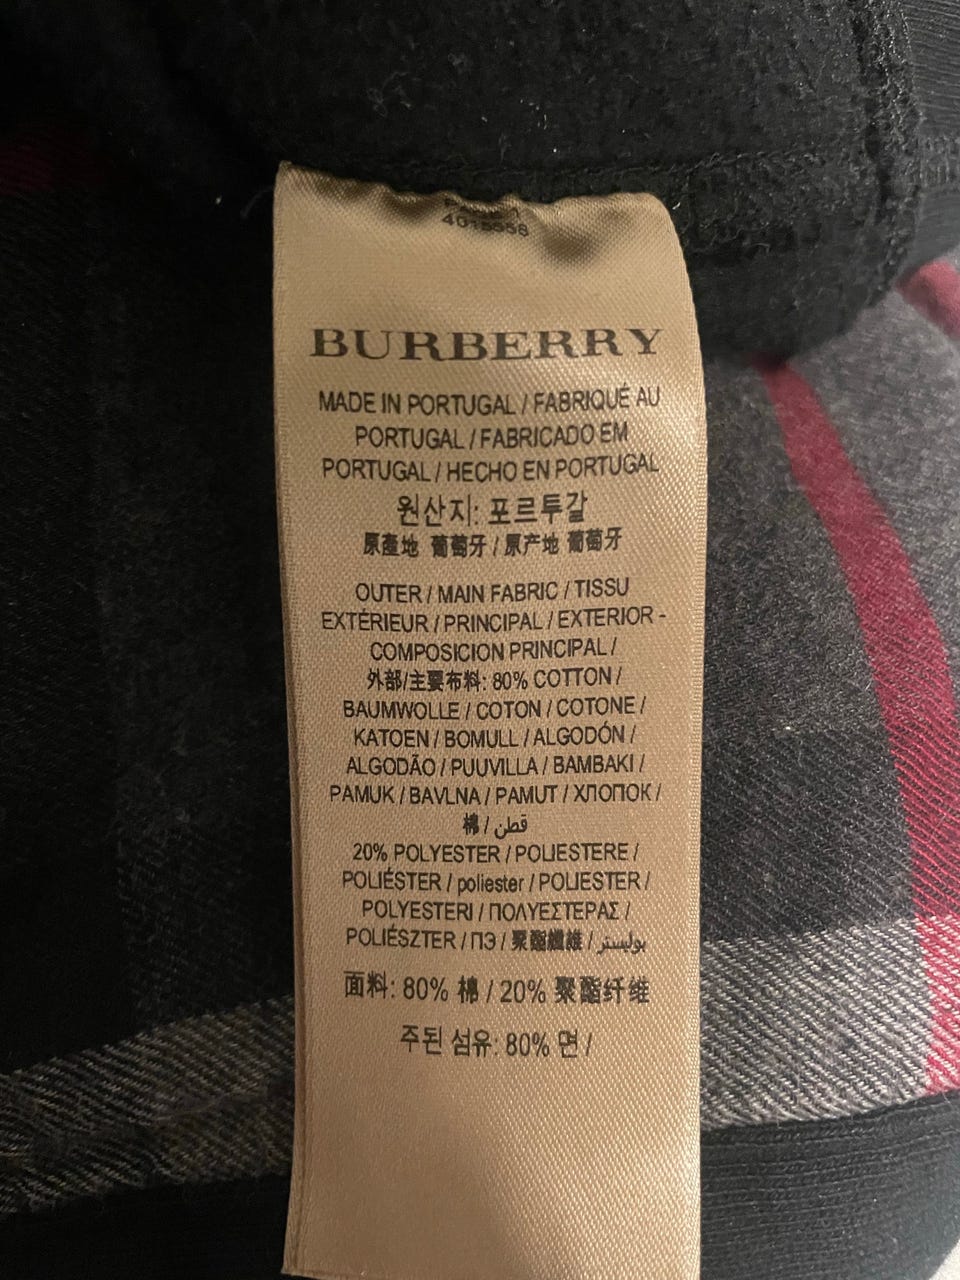 BURBERRY
MADE IN PORTUGAL / FABRIQUÉ AU
PORTUGAL / FABRICADO EM
PORTUGAL / HECHO EN PORTUGAL
원산지: 포르투갈
原產地 葡萄牙 / 原产地 葡萄牙
OUTER / MAIN FABRIC / TISSU
EXTÉRIEUR / PRINCIPAL / EXTERIOR -
COMPOSICION PRINCIPAL /
外部/主要布料: 80% COTTON /
BAUMWOLLE / COTON / COTONE /
KATOEN / BOMULL / ALGODÓN /
ALGODÃO / PUUVILLA / BAMBAKI /
PAMUK / BAVLNA / PAMUT / ХЛОПОК /
棉 / قطن
20% POLYESTER / POLIESTERE /
POLIÉSTER / poliester / POLIESTER /
POLYESTERI / ΠΟΛΥΕΣΤΕΡΑΣ /
POLIÉSZTER / ПЭ / 聚酯纖維 / بوليستر
面料: 80% 棉 / 20% 聚酯纤维
주된 섬유: 80% 면 /